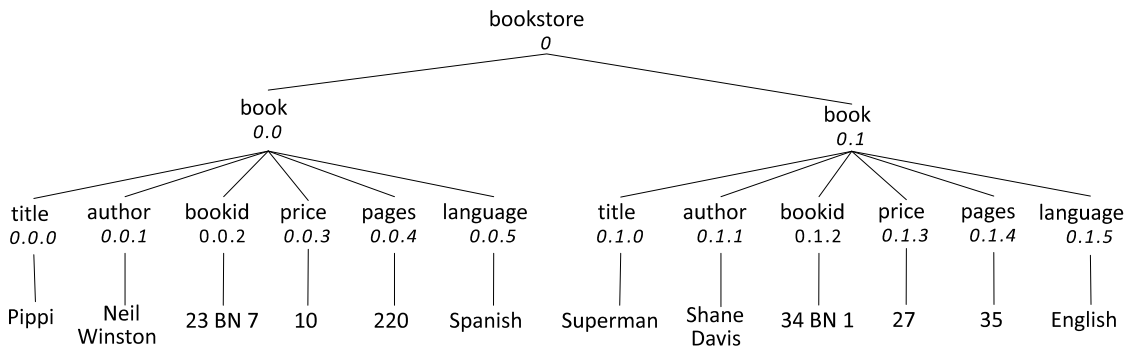 bookstore
0
book
0.0
book
0.1
title author bookid price pages language title author bookid price pages language
0.0.0 0.0.1 0.0.2 0.0.3 0.0.4 0.0.5 0.1.0 0.1.1 0.1.2 0.1.3 0.1.4 0.1.5
Pippi Neil Winston 23 BN 7 10 220 Spanish Superman Shane Davis 34 BN 1 27 35 English